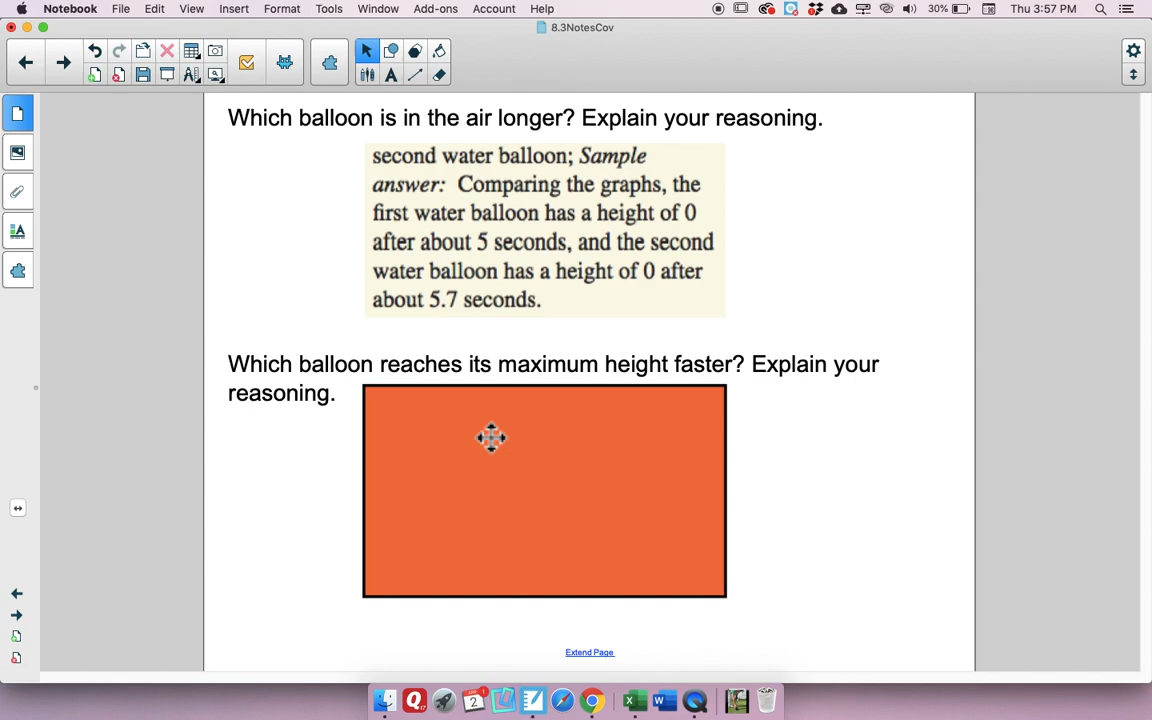 Notebook File Edit View Insert Format Tools Window Add-ons Account Help 30% Thu 3:57 PM
8.3NotesCov
Which balloon is in the air longer? Explain your reasoning.
second water balloon; Sample
answer: Comparing the graphs, the
first water balloon has a height of 0
after about 5 seconds, and the second
water balloon has a height of 0 after
about 5.7 seconds.
Which balloon reaches its maximum height faster? Explain your
reasoning.
Extend Page